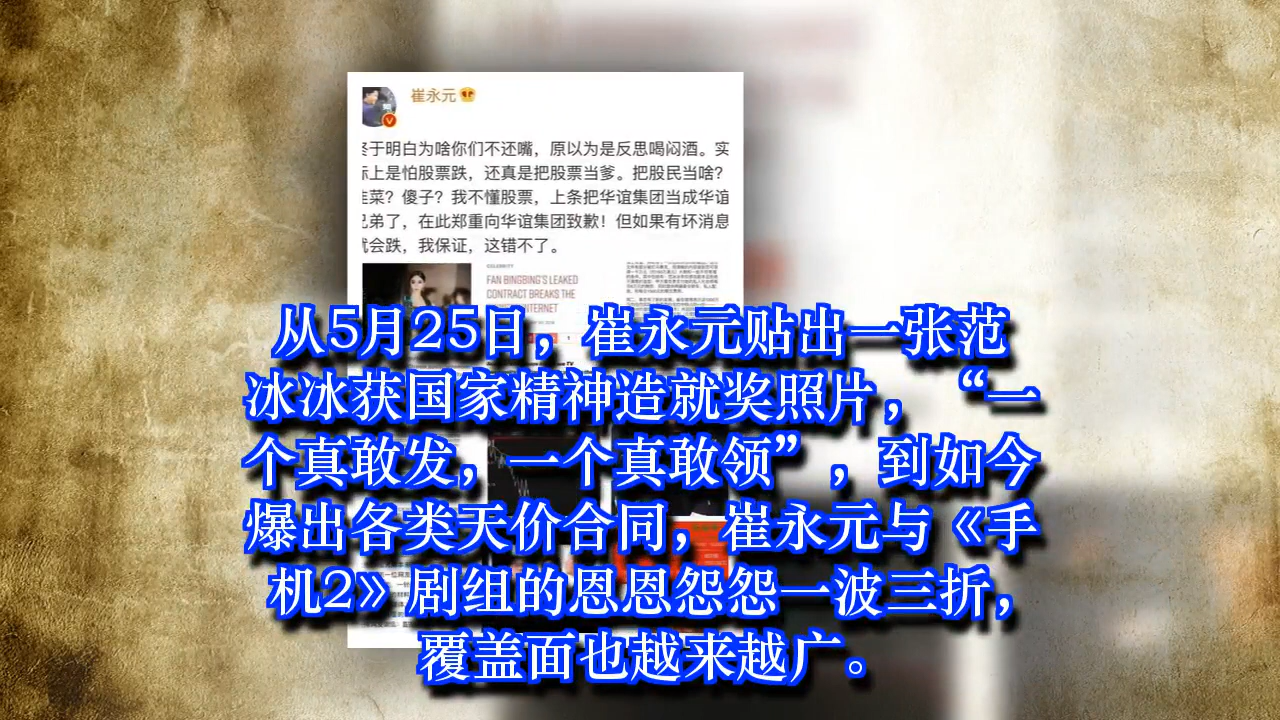 崔永元
终于明白为啥你们不还嘴，原以为是反思喝闷酒。实
际上是怕股票跌，还真是把股票当爹。把股民当啥？
韭菜？傻子？我不懂股票，上条把华谊集团当成华谊
兄弟了，在此郑重向华谊集团致歉！但如果有坏消息
就会跌，我保证，这错不了。
CELEBRITY
FAN BINGBING'S LEAKED
CONTRACT BREAKS THE
INTERNET
从5月25日，崔永元贴出一张范
冰冰获国家精神造就奖照片，“一
个真敢发，一个真敢领”，到如今
爆出各类天价合同，崔永元与《手
机2》剧组的恩恩怨怨一波三折，
覆盖面也越来越广。